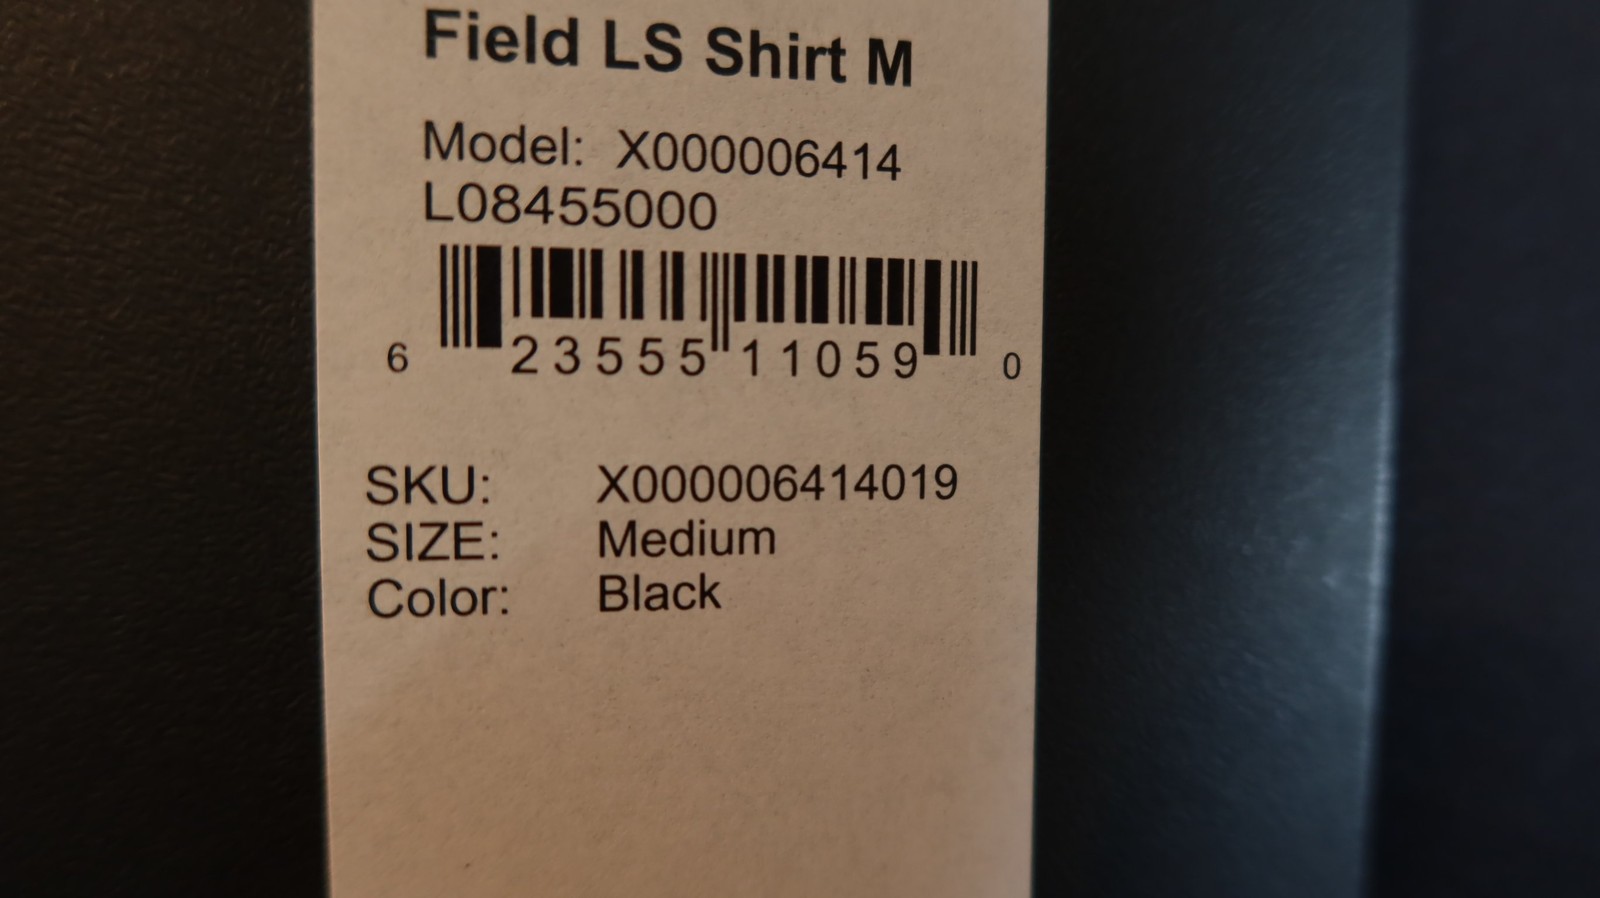 Field LS Shirt M
Model: X000006414
L08455000
6 23555 11059 0
SKU: X000006414019
SIZE: Medium
Color: Black